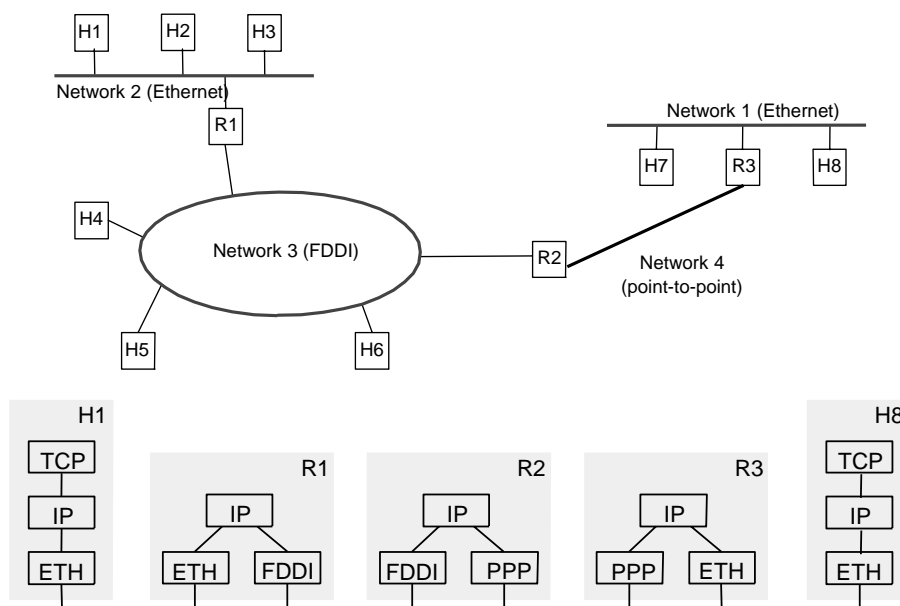 H1 H2 H3
Network 2 (Ethernet)
R1
Network 1 (Ethernet)
H7 R3 H8
H4
Network 3 (FDDI)
R2
Network 4
(point-to-point)
H5 H6
H1 H8
TCP TCP
R1 R2 R3
IP IP IP IP IP
ETH ETH FDDI FDDI PPP PPP ETH ETH